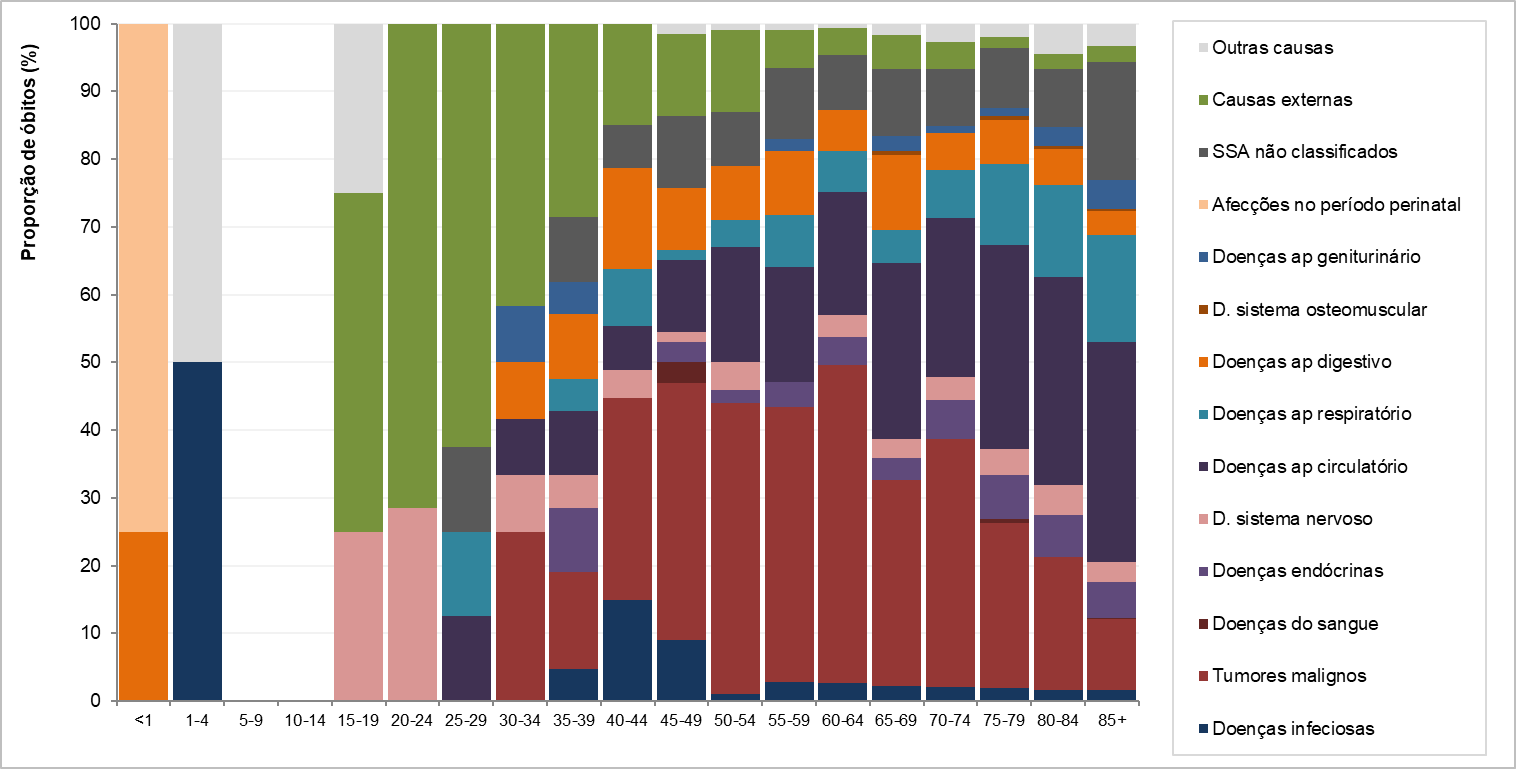 Proporção de óbitos (%)
100
90
80
70
60
50
40
30
20
10
0
<1 1-4 5-9 10-14 15-19 20-24 25-29 30-34 35-39 40-44 45-49 50-54 55-59 60-64 65-69 70-74 75-79 80-84 85+
Outras causas
Causas externas
SSA não classificados
Afecções no período perinatal
Doenças ap geniturinário
D. sistema osteomuscular
Doenças ap digestivo
Doenças ap respiratório
Doenças ap circulatório
D. sistema nervoso
Doenças endócrinas
Doenças do sangue
Tumores malignos
Doenças infeciosas